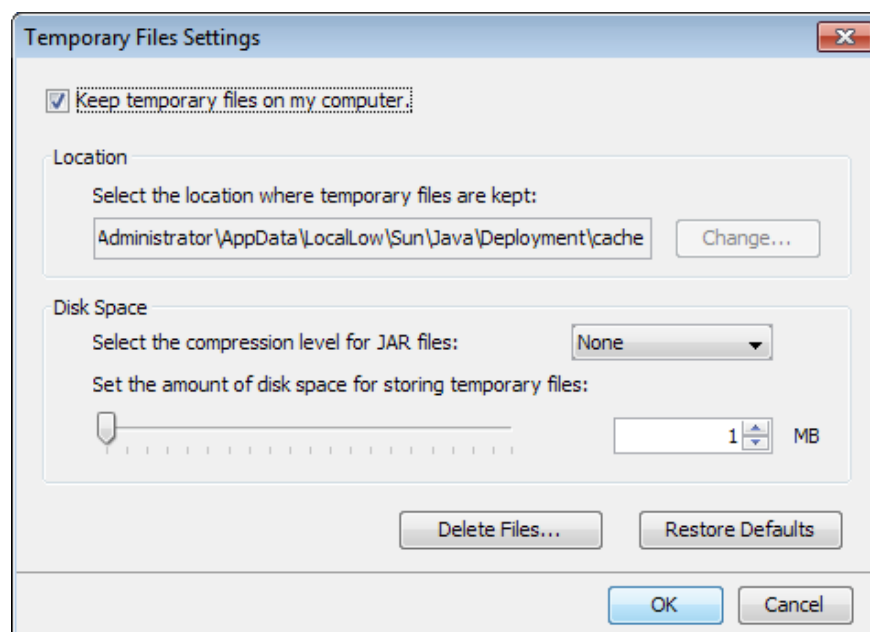 Temporary Files Settings
Keep temporary files on my computer.
Location
Select the location where temporary files are kept:
Administrator\AppData\LocalLow\Sun\Java\Deployment\cache
Change...
Disk Space
Select the compression level for JAR files:
None
Set the amount of disk space for storing temporary files:
1 MB
Delete Files...
Restore Defaults
OK
Cancel